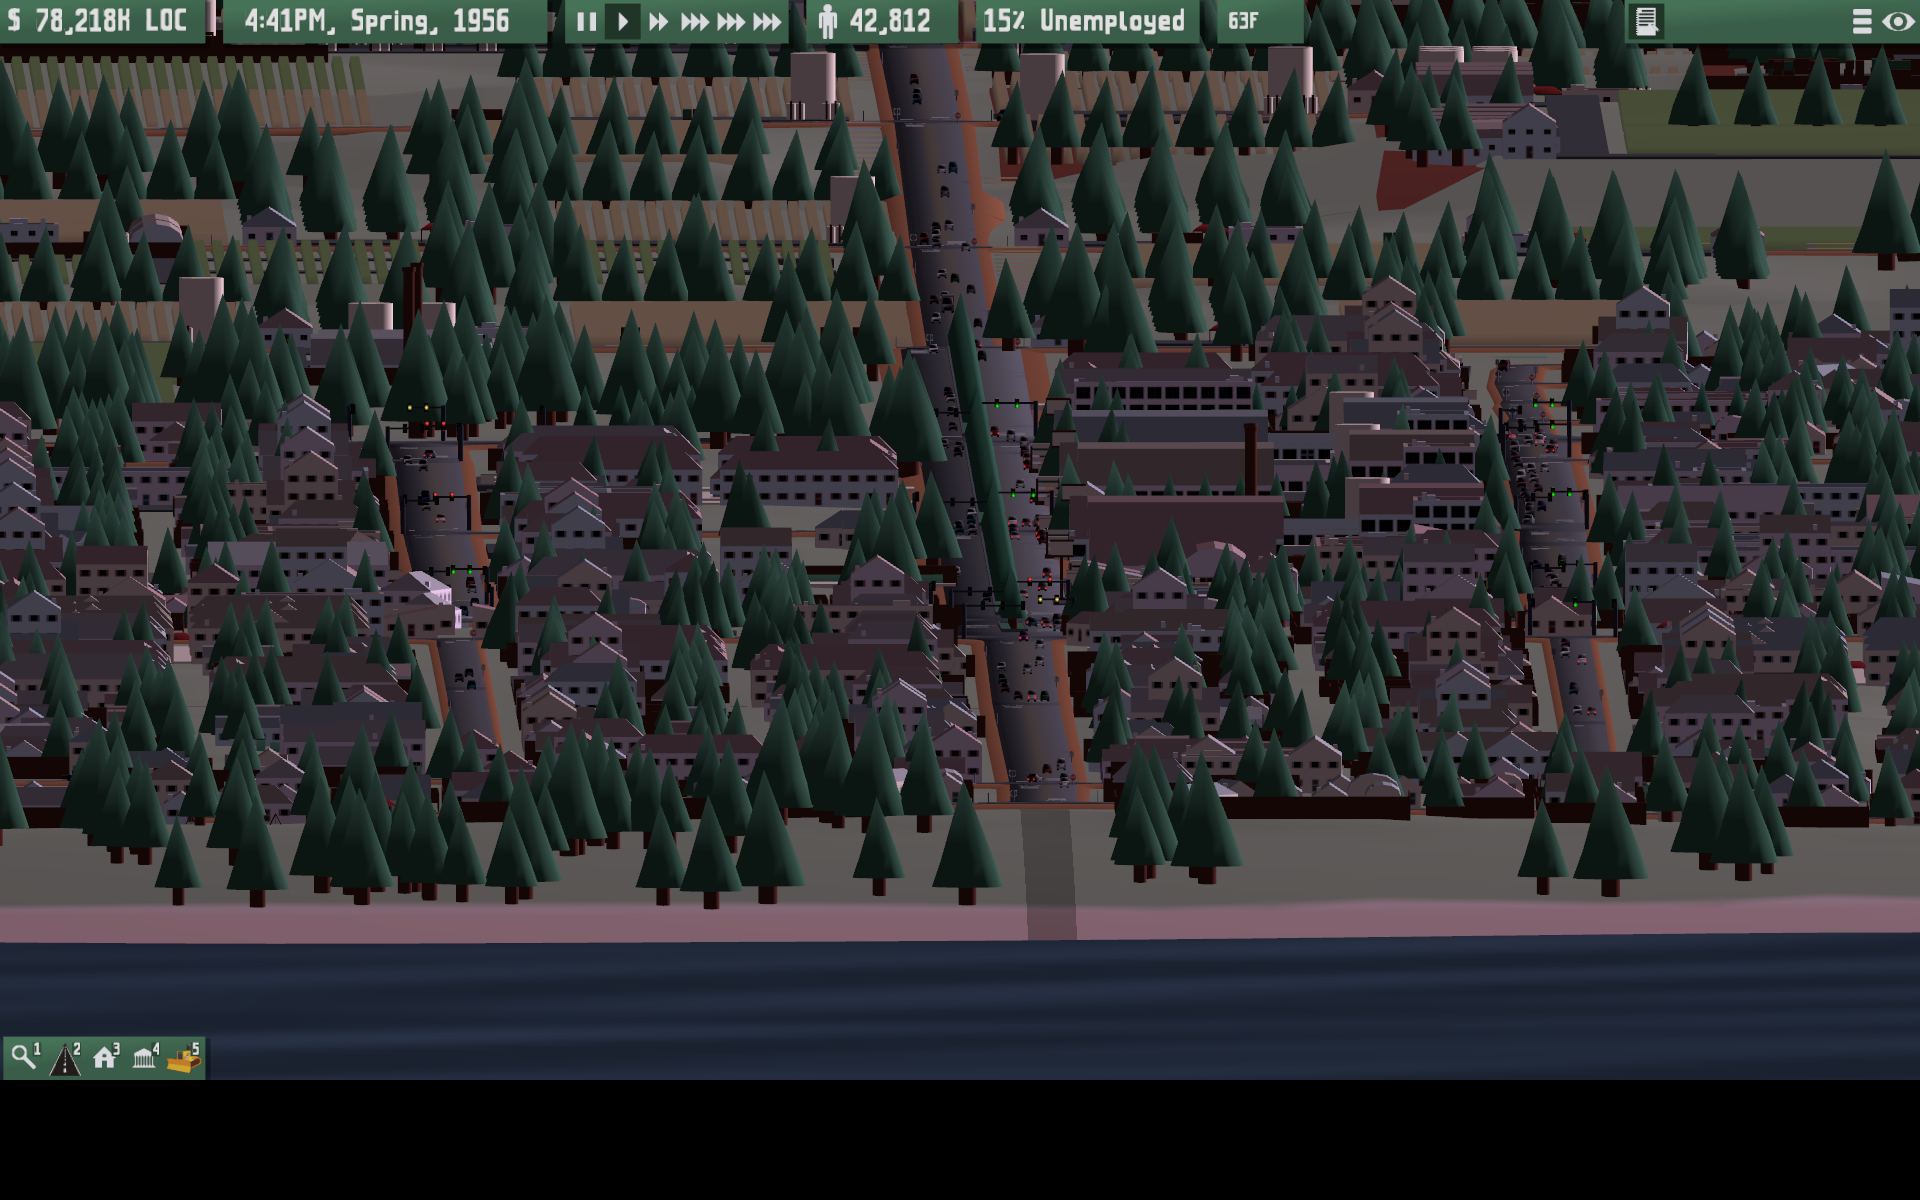 $ 78,218K LOC
4:41PM, Spring, 1956
42,812
15% Unemployed
63F
1 2 3 4 5